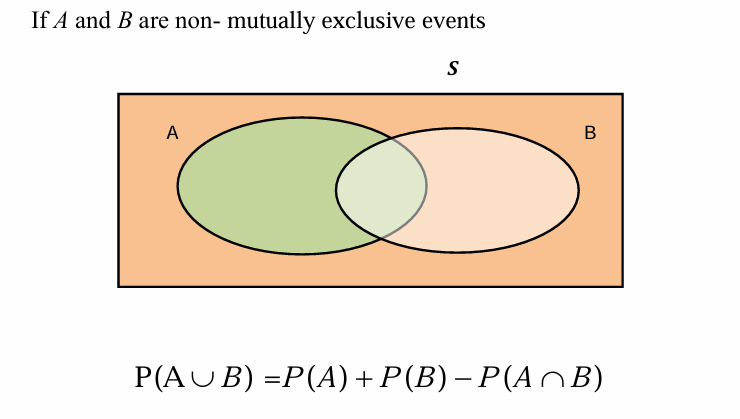 If A and B are non- mutually exclusive events
S
A B
P(A ∪ B) =P(A) + P(B) − P(A ∩ B)